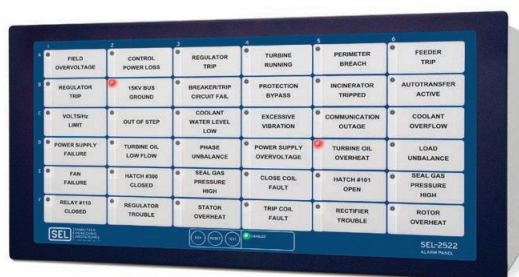 1 2 3 4 5 6
A FIELD OVERVOLTAGE
CONTROL POWER LOSS
REGULATOR TRIP
TURBINE RUNNING
PERIMETER BREACH
FEEDER TRIP
B REGULATOR TRIP
15KV BUS GROUND
BREAKER/TRIP CIRCUIT FAIL
PROTECTION BYPASS
INCINERATOR TRIPPED
AUTOTRANSFER ACTIVE
C VOLTS/Hz LIMIT
OUT OF STEP
COOLANT WATER LEVEL LOW
EXCESSIVE VIBRATION
COMMUNICATION OUTAGE
COOLANT OVERFLOW
D POWER SUPPLY FAILURE
TURBINE OIL LOW FLOW
PHASE UNBALANCE
POWER SUPPLY OVERVOLTAGE
TURBINE OIL OVERHEAT
LOAD UNBALANCE
E FAN FAILURE
HATCH #300 CLOSED
SEAL GAS PRESSURE HIGH
CLOSE COIL FAULT
HATCH #101 OPEN
SEAL GAS PRESSURE HIGH
F RELAY #110 CLOSED
REGULATOR TROUBLE
STATOR OVERHEAT
TRIP COIL FAULT
RECTIFIER TROUBLE
ROTOR OVERHEAT
SEL SCHWEITZER ENGINEERING LABORATORIES
ACK RESET TEST ENABLED
SEL-2522
ALARM PANEL